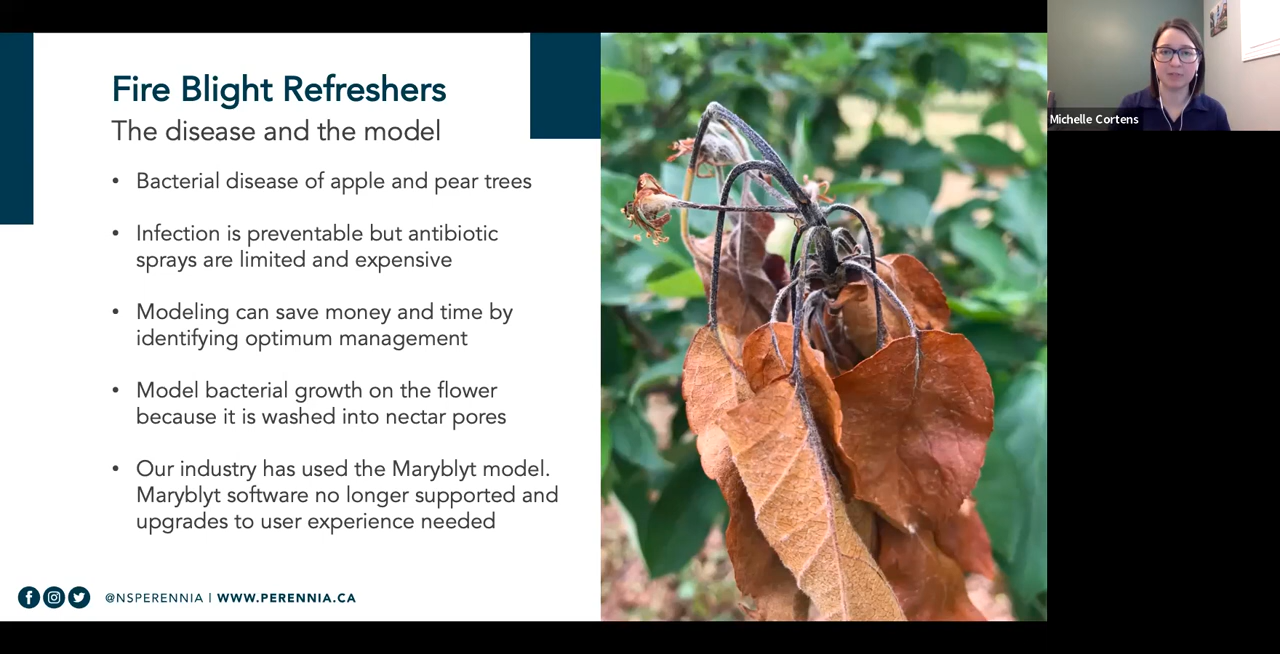 Fire Blight Refreshers
The disease and the model
• Bacterial disease of apple and pear trees
• Infection is preventable but antibiotic
sprays are limited and expensive
• Modeling can save money and time by
identifying optimum management
• Model bacterial growth on the flower
because it is washed into nectar pores
• Our industry has used the Maryblyt model.
Maryblyt software no longer supported and
upgrades to user experience needed
@NSPERENNIA | WWW.PERENNIA.CA
Michelle Cortens